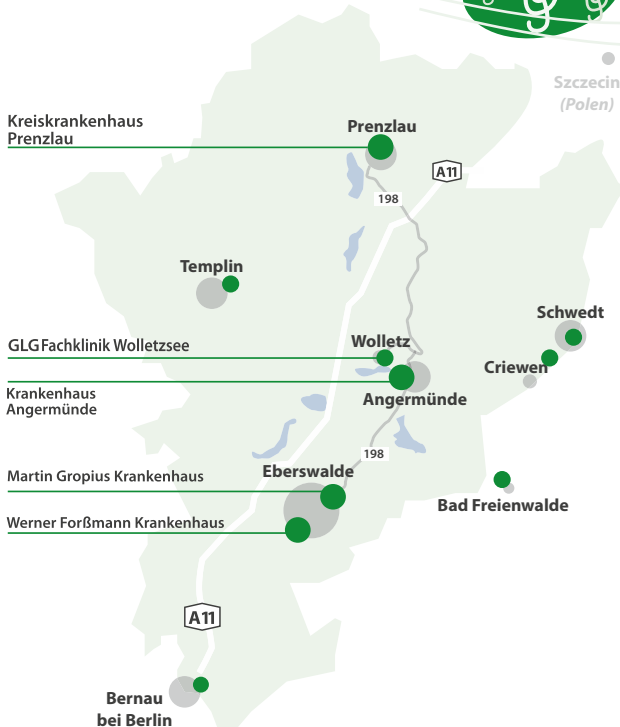 Szczecin
(Polen)
Kreiskrankenhaus
Prenzlau
Prenzlau
A11
198
Templin
Schwedt
GLG Fachklinik Wolletzsee
Wolletz
Criewen
Krankenhaus
Angermünde
Angermünde
198
Eberswalde
Martin Gropius Krankenhaus
Bad Freienwalde
Werner Forßmann Krankenhaus
A11
Bernau
bei Berlin